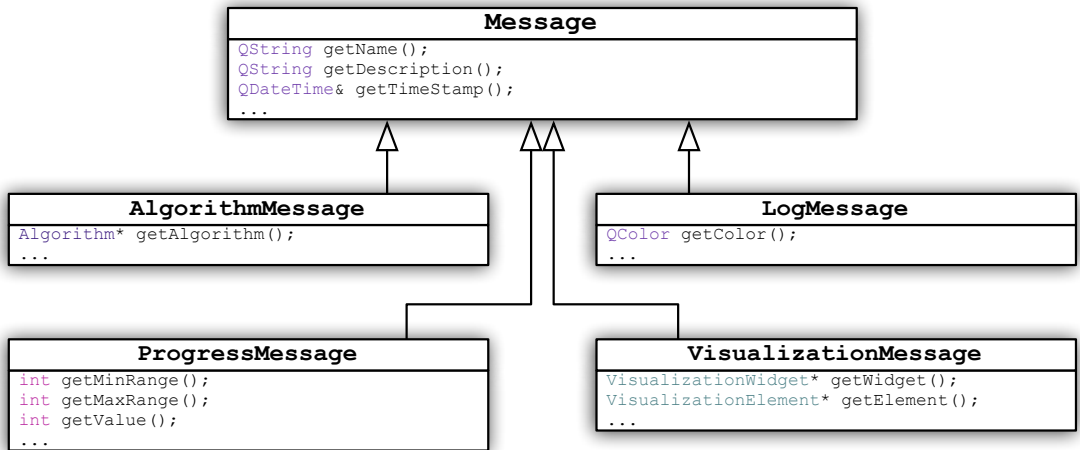 Message
QString getName();
QString getDescription();
QDateTime& getTimeStamp();
...
AlgorithmMessage
Algorithm* getAlgorithm();
...
LogMessage
QColor getColor();
...
ProgressMessage
int getMinRange();
int getMaxRange();
int getValue();
...
VisualizationMessage
VisualizationWidget* getWidget();
VisualizationElement* getElement();
...